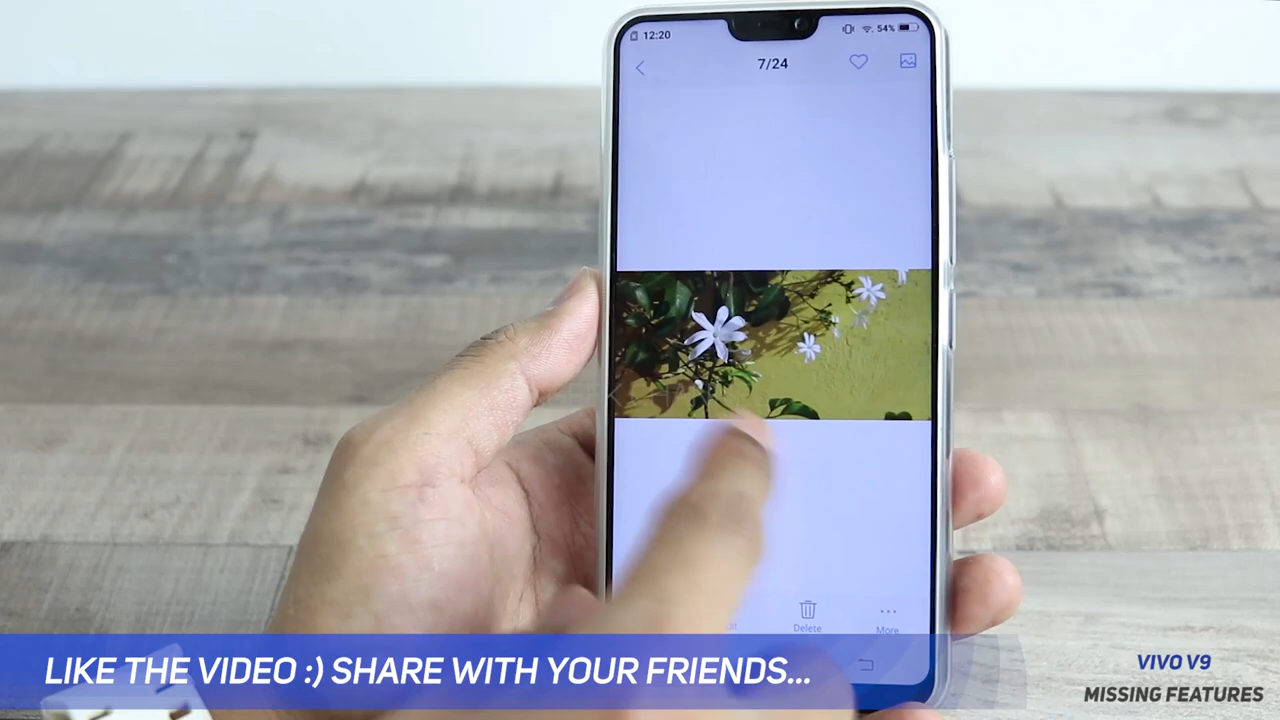 12:20
54%
7/24
Delete
More
LIKE THE VIDEO :) SHARE WITH YOUR FRIENDS...
VIVO V9
MISSING FEATURES